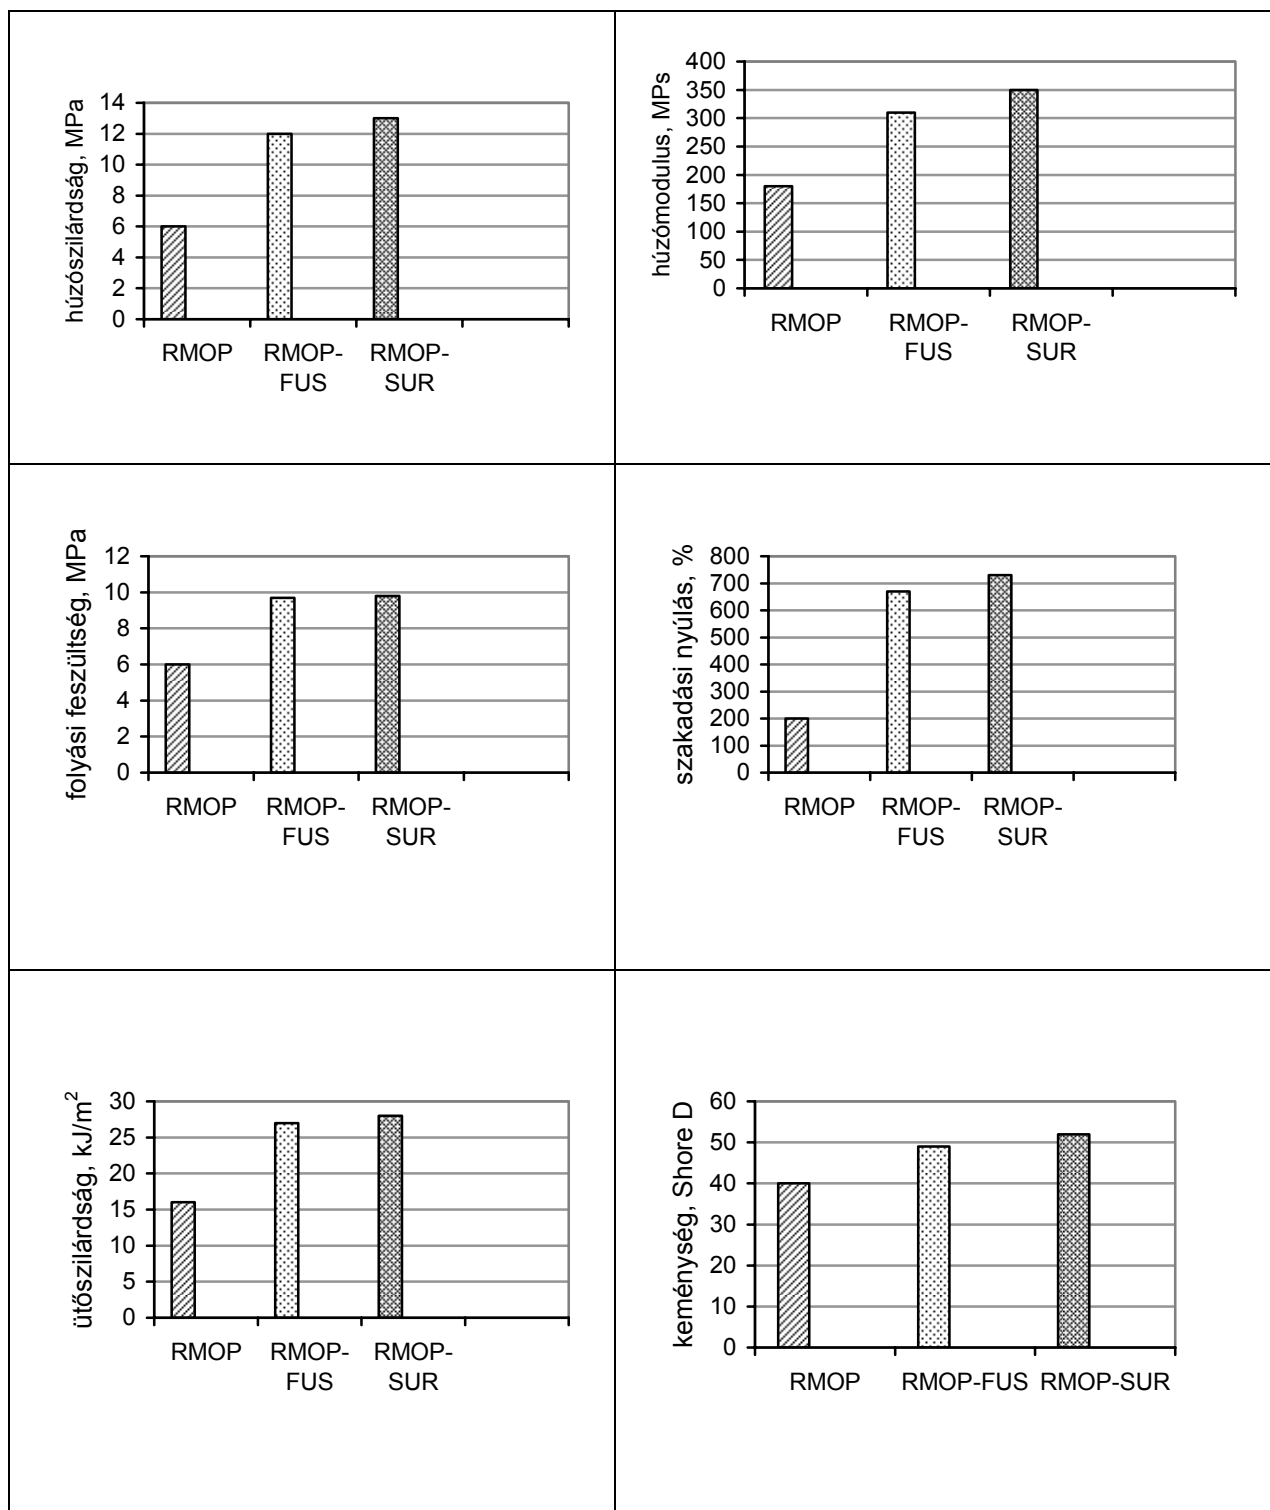 húzószilárdság, MPa
14
12
10
8
6
4
2
0
RMOP
RMOP-
FUS
RMOP-
SUR
húzómodulus, MPs
400
350
300
250
200
150
100
50
0
RMOP
RMOP-
FUS
RMOP-
SUR
folyási feszültség, MPa
12
10
8
6
4
2
0
RMOP
RMOP-
FUS
RMOP-
SUR
szakadási nyúlás, %
800
700
600
500
400
300
200
100
0
RMOP
RMOP-
FUS
RMOP-
SUR
ütőszilárdság, kJ/m²
30
25
20
15
10
5
0
RMOP
RMOP-
FUS
RMOP-
SUR
keménység, Shore D
60
50
40
30
20
10
0
RMOP
RMOP-FUS
RMOP-SUR